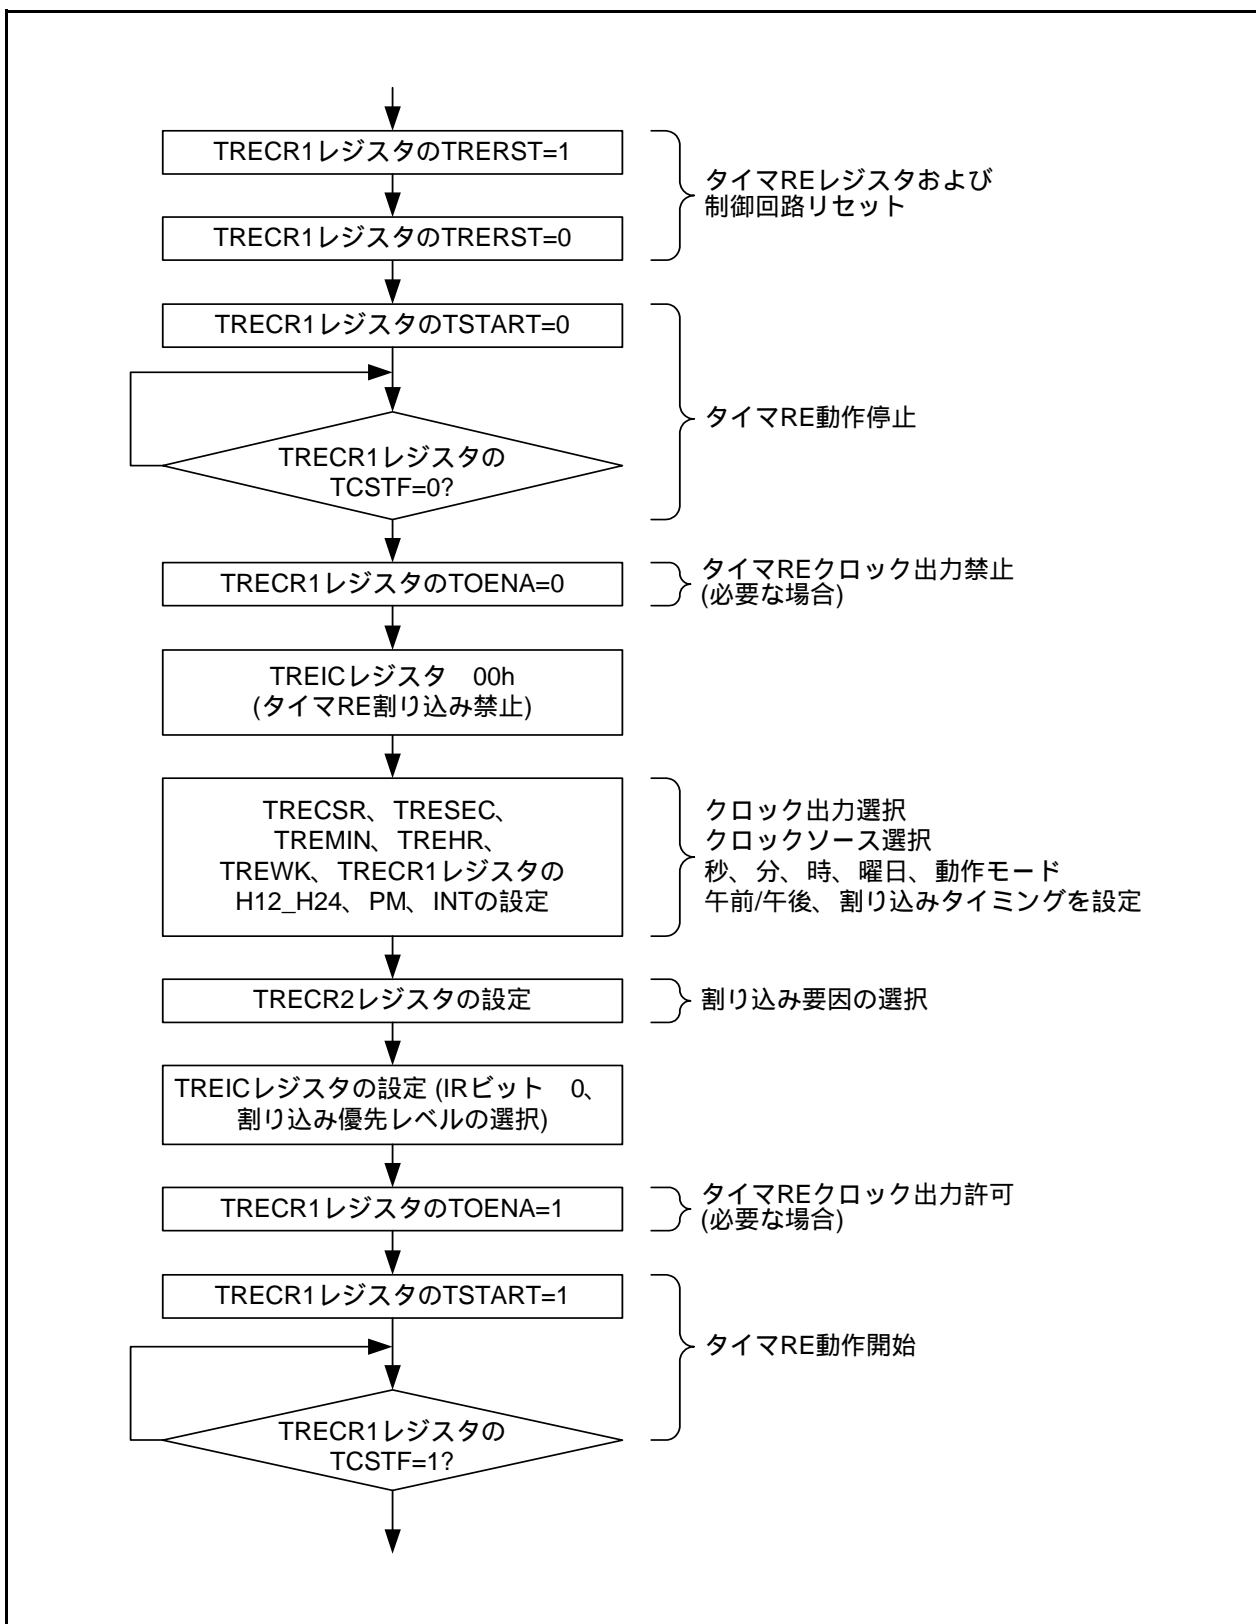 TRECR1レジスタのTRERST=1
TRECR1レジスタのTRERST=0
タイマREレジスタおよび
制御回路リセット
TRECR1レジスタのTSTART=0
TRECR1レジスタの
TCSTF=0?
タイマRE動作停止
TRECR1レジスタのTOENA=0
タイマREクロック出力禁止
(必要な場合)
TREICレジスタ　00h
(タイマRE割り込み禁止)
TRECSR、TRESEC、
TREMIN、TREHR、
TREWK、TRECR1レジスタの
H12_H24、PM、INTの設定
クロック出力選択
クロックソース選択
秒、分、時、曜日、動作モード
午前/午後、割り込みタイミングを設定
TRECR2レジスタの設定
割り込み要因の選択
TREICレジスタの設定 (IRビット　0、
割り込み優先レベルの選択)
TRECR1レジスタのTOENA=1
タイマREクロック出力許可
(必要な場合)
TRECR1レジスタのTSTART=1
TRECR1レジスタの
TCSTF=1?
タイマRE動作開始